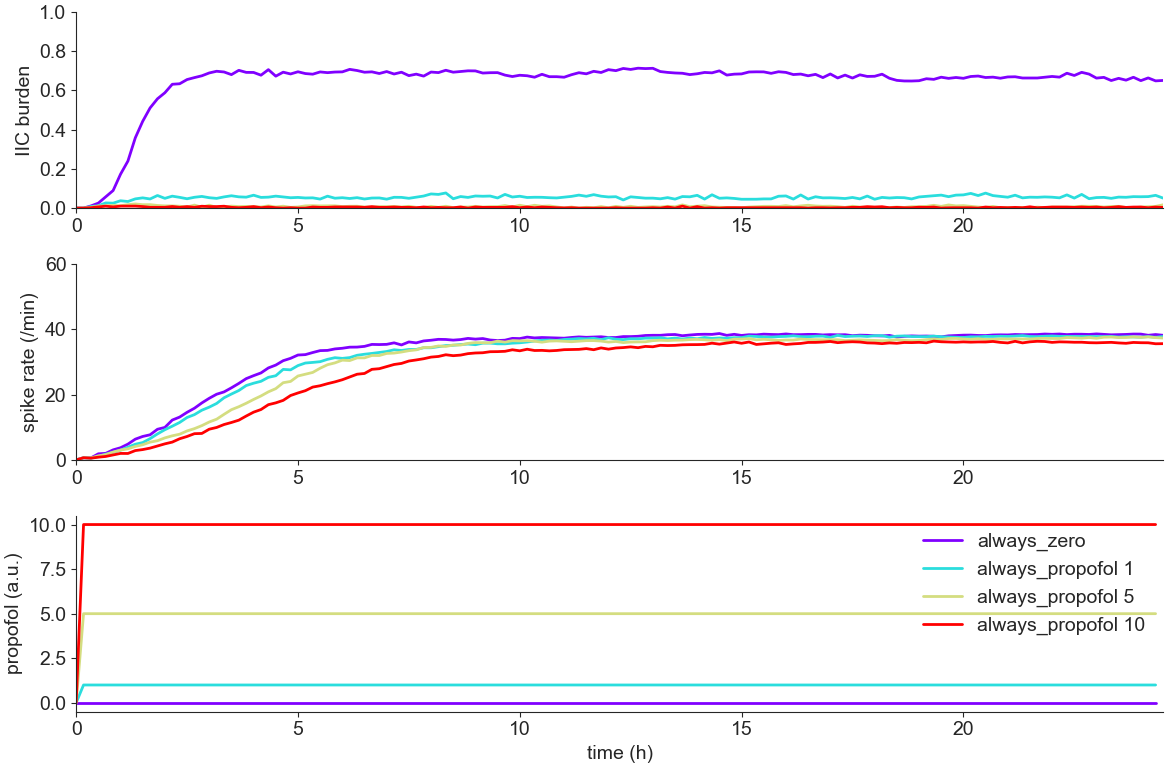 IIC burden
1.0
0.8
0.6
0.4
0.2
0.0
0 5 10 15 20
spike rate (/min)
60
40
20
0
0 5 10 15 20
propofol (a.u.)
10.0
7.5
5.0
2.5
0.0
always_zero
always_propofol 1
always_propofol 5
always_propofol 10
0 5 10 15 20
time (h)